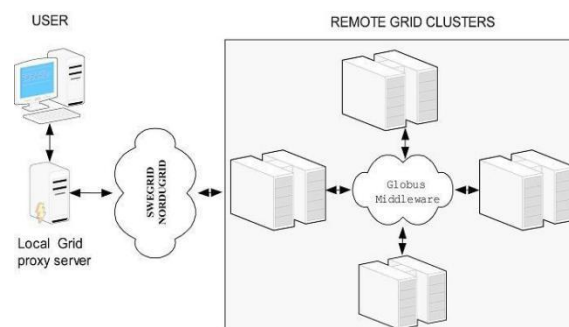 USER
REMOTE GRID CLUSTERS
SWEGRID
NORDUGRID
Globus
Middleware
Local Grid
proxy server